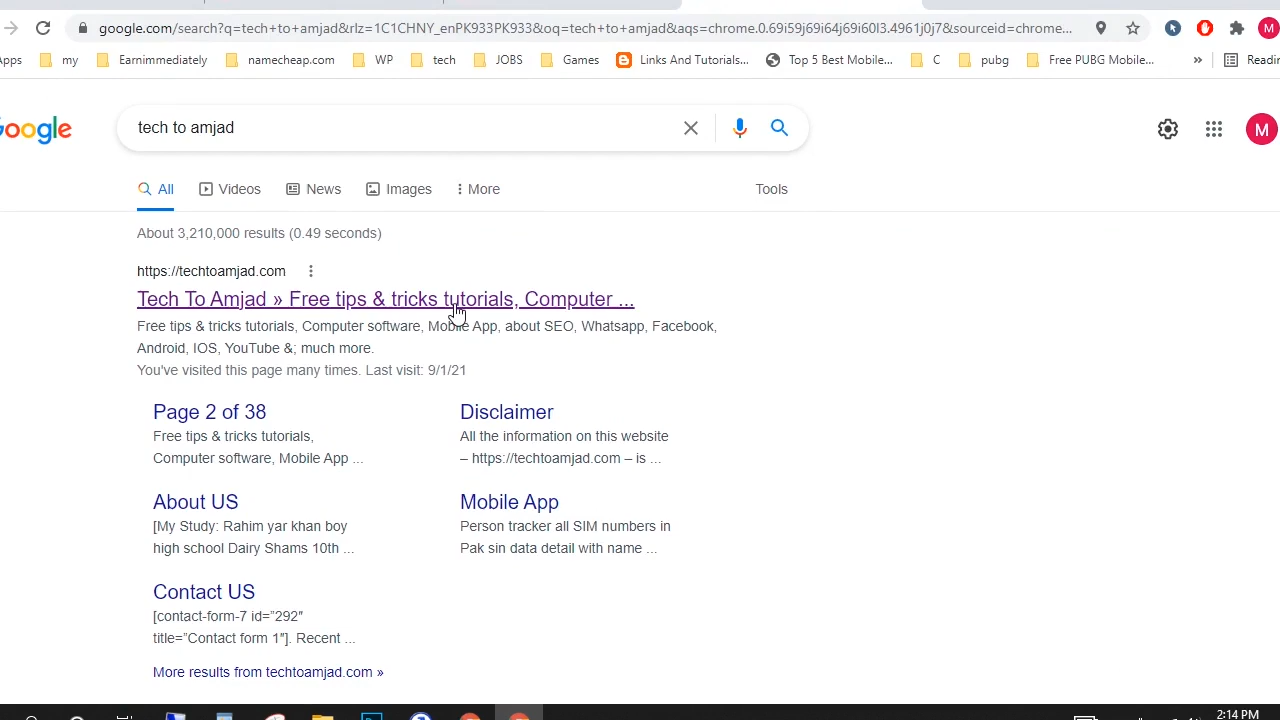 google.com/search?q=tech+to+amjad&rlz=1C1CHNY_enPK933PK933&oq=tech+to+amjad&aqs=chrome.0.69i59j69i64j69i60l3.4961j0j7&sourceid=chrome...
M
pps my Earnimmediately namecheap.com WP tech JOBS Games Links And Tutorials... Top 5 Best Mobile... C pubg Free PUBG Mobile... » Readin
oogle tech to amjad M
All Videos News Images More Tools
About 3,210,000 results (0.49 seconds)
https://techtoamjad.com
Tech To Amjad » Free tips & tricks tutorials, Computer ...
Free tips & tricks tutorials, Computer software, Mobile App, about SEO, Whatsapp, Facebook,
Android, IOS, YouTube &; much more.
You've visited this page many times. Last visit: 9/1/21
Page 2 of 38
Free tips & tricks tutorials,
Computer software, Mobile App ...
Disclaimer
All the information on this website
– https://techtoamjad.com – is ...
About US
[My Study: Rahim yar khan boy
high school Dairy Shams 10th ...
Mobile App
Person tracker all SIM numbers in
Pak sin data detail with name ...
Contact US
[contact-form-7 id=”292″
title=”Contact form 1″]. Recent ...
More results from techtoamjad.com »
2:14 PM